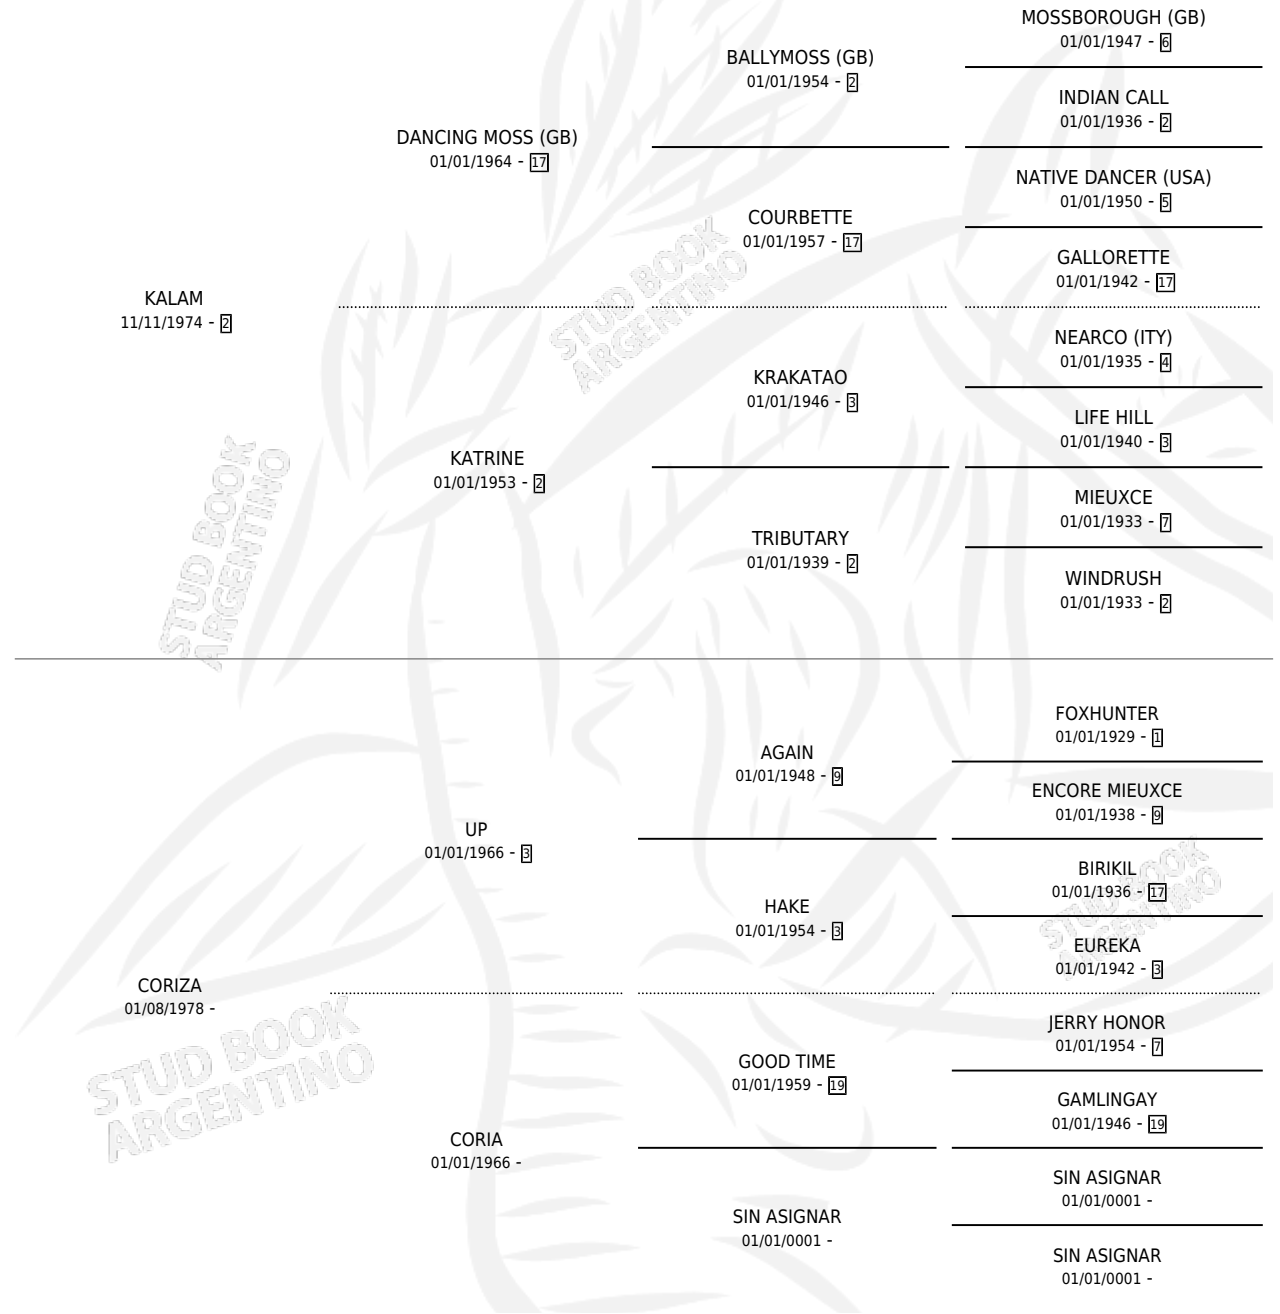 MOSSBOROUGH (GB)
01/01/1947 - 6
BALLYMOSS (GB)
01/01/1954 - 2
INDIAN CALL
01/01/1936 - 2
DANCING MOSS (GB)
01/01/1964 - 17
NATIVE DANCER (USA)
01/01/1950 - 5
COURBETTE
01/01/1957 - 17
GALLORETTE
01/01/1942 - 17
KALAM
11/11/1974 - 2
NEARCO (ITY)
01/01/1935 - 4
KRAKATAO
01/01/1946 - 3
LIFE HILL
01/01/1940 - 3
KATRINE
01/01/1953 - 2
MIEUXCE
01/01/1933 - 7
TRIBUTARY
01/01/1939 - 2
WINDRUSH
01/01/1933 - 2
STUD BOOK
ARGENTINO
STUD BOOK
ARGENTINO
FOXHUNTER
01/01/1929 - 1
AGAIN
01/01/1948 - 9
ENCORE MIEUXCE
01/01/1938 - 9
UP
01/01/1966 - 3
BIRIKIL
01/01/1936 - 17
HAKE
01/01/1954 - 3
EUREKA
01/01/1942 - 3
CORIZA
01/08/1978 -
JERRY HONOR
01/01/1954 - 7
GOOD TIME
01/01/1959 - 19
GAMLINGAY
01/01/1946 - 19
CORIA
01/01/1966 -
SIN ASIGNAR
01/01/0001 -
SIN ASIGNAR
01/01/0001 -
SIN ASIGNAR
01/01/0001 -
STUD BOOK
ARGENTINO
STUD BOOK
ARGENTINO